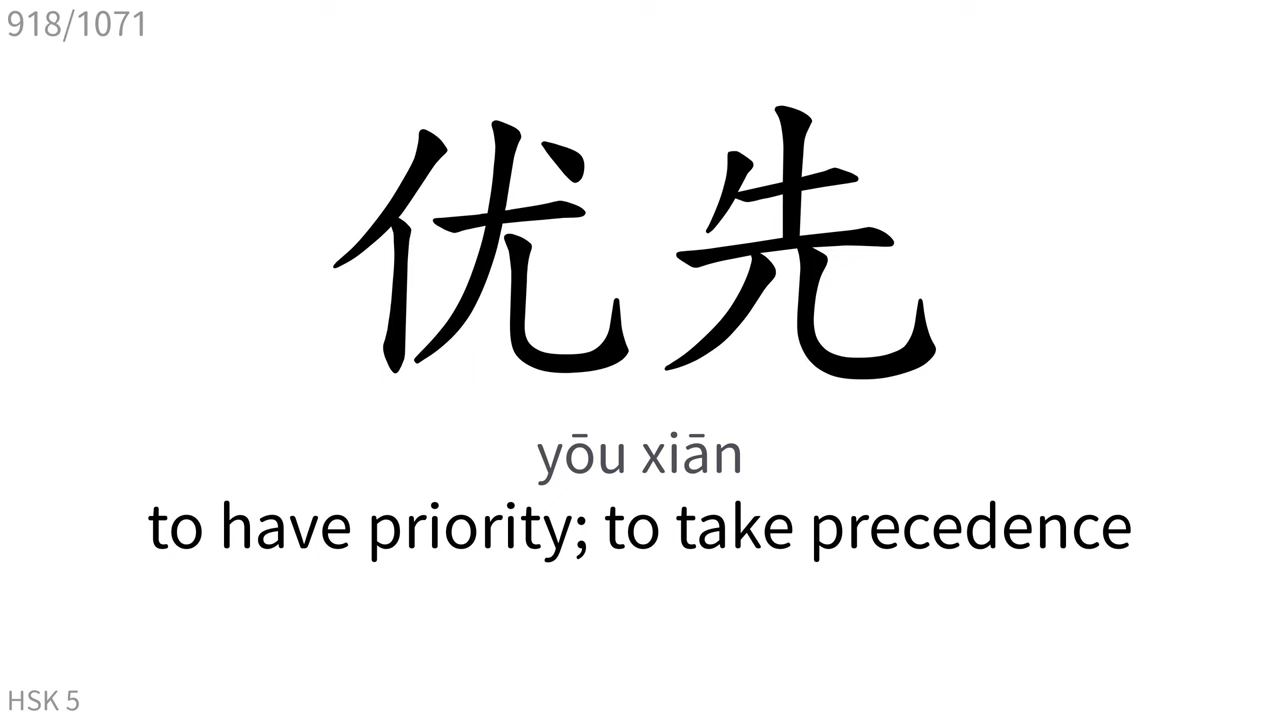 918/1071
优先
yōu xiān
to have priority; to take precedence
HSK 5